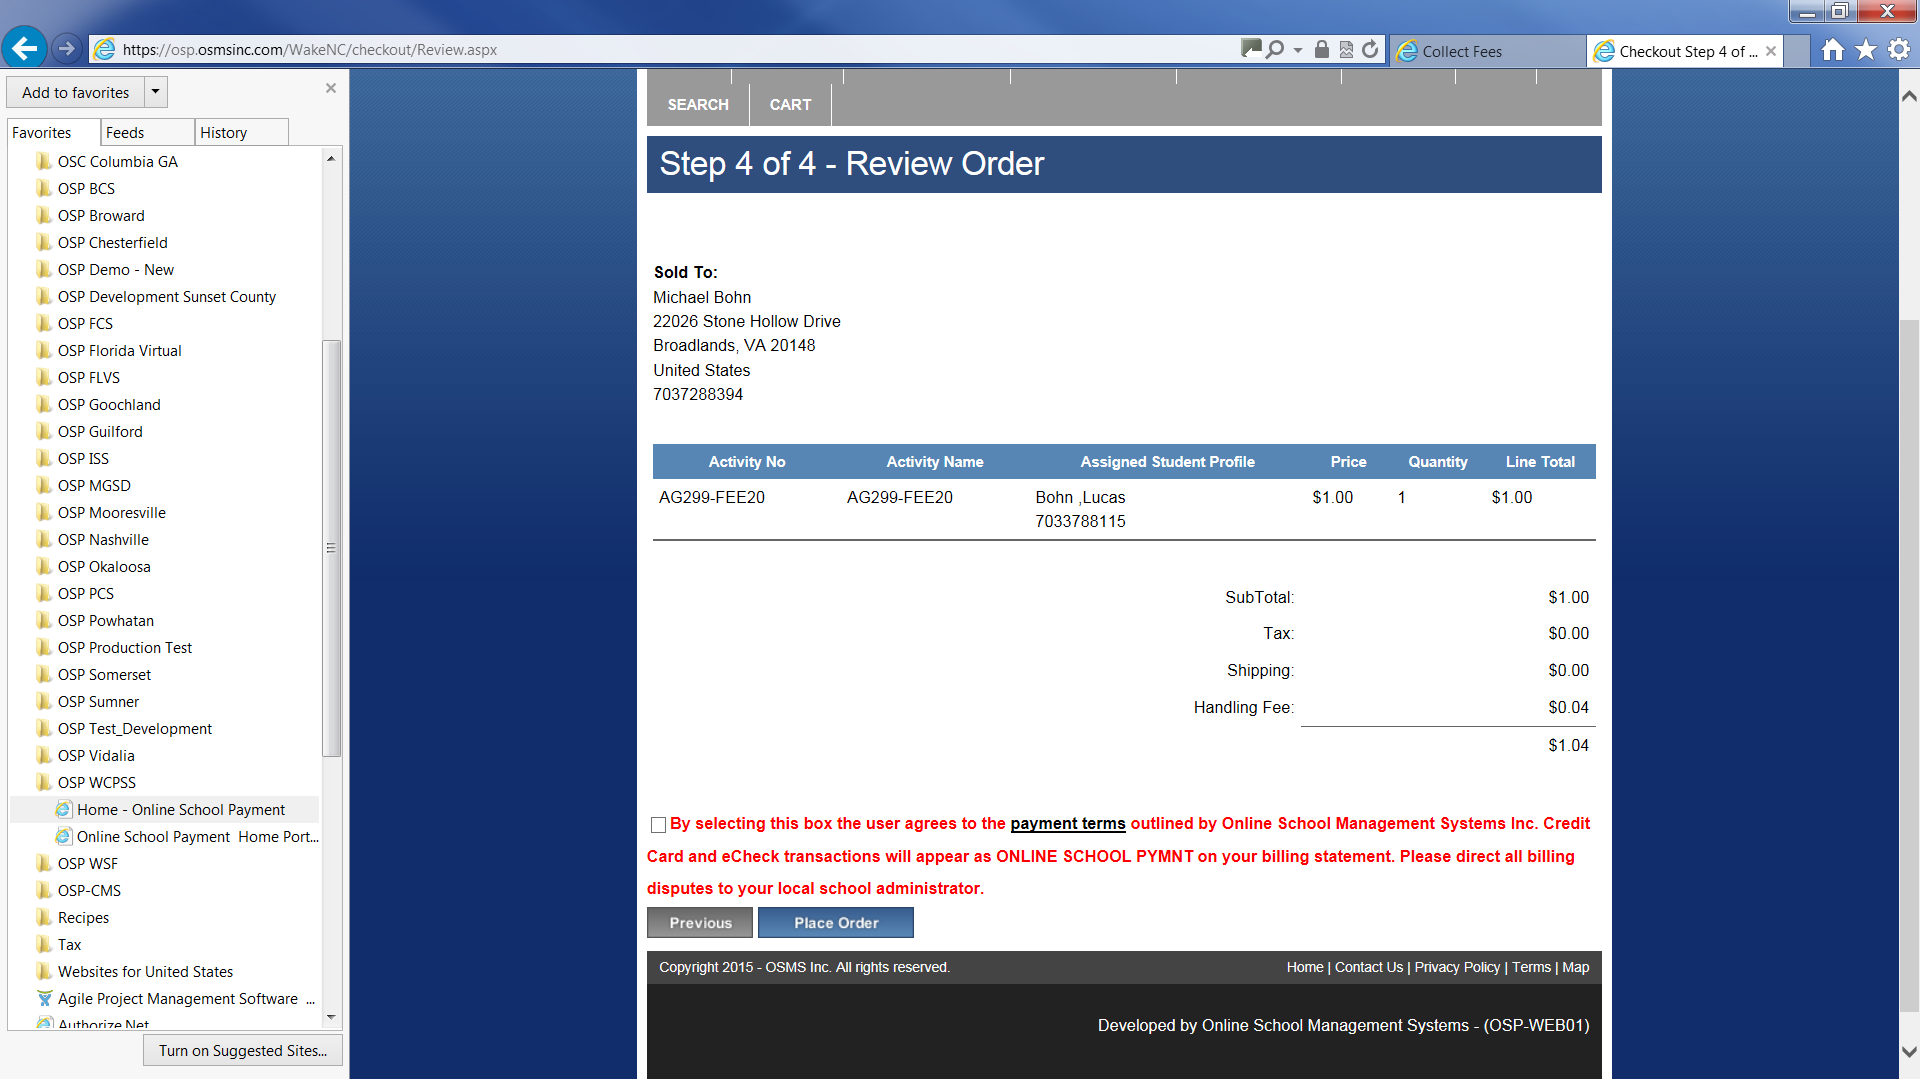 https://osp.osmsinc.com/WakeNC/checkout/Review.aspx
Collect Fees
Checkout Step 4 of ...
Add to favorites
Favorites
Feeds
History
OSC Columbia GA
OSP BCS
OSP Broward
OSP Chesterfield
OSP Demo - New
OSP Development Sunset County
OSP FCS
OSP Florida Virtual
OSP FLVS
OSP Goochland
OSP Guilford
OSP ISS
OSP MGSD
OSP Mooresville
OSP Nashville
OSP Okaloosa
OSP PCS
OSP Powhatan
OSP Production Test
OSP Somerset
OSP Sumner
OSP Test_Development
OSP Vidalia
OSP WCPSS
Home - Online School Payment
Online School Payment Home Port...
OSP WSF
OSP-CMS
Recipes
Tax
Websites for United States
Agile Project Management Software ...
Authorize.Net
Turn on Suggested Sites...
SEARCH CART
Step 4 of 4 - Review Order
Sold To:
Michael Bohn
22026 Stone Hollow Drive
Broadlands, VA 20148
United States
7037288394
Activity No Activity Name Assigned Student Profile Price Quantity Line Total
AG299-FEE20 AG299-FEE20 Bohn ,Lucas $1.00 1 $1.00
7033788115
SubTotal: $1.00
Tax: $0.00
Shipping: $0.00
Handling Fee: $0.04
$1.04
By selecting this box the user agrees to the payment terms outlined by Online School Management Systems Inc. Credit
Card and eCheck transactions will appear as ONLINE SCHOOL PYMNT on your billing statement. Please direct all billing
disputes to your local school administrator.
Previous Place Order
Copyright 2015 - OSMS Inc. All rights reserved. Home | Contact Us | Privacy Policy | Terms | Map
Developed by Online School Management Systems - (OSP-WEB01)